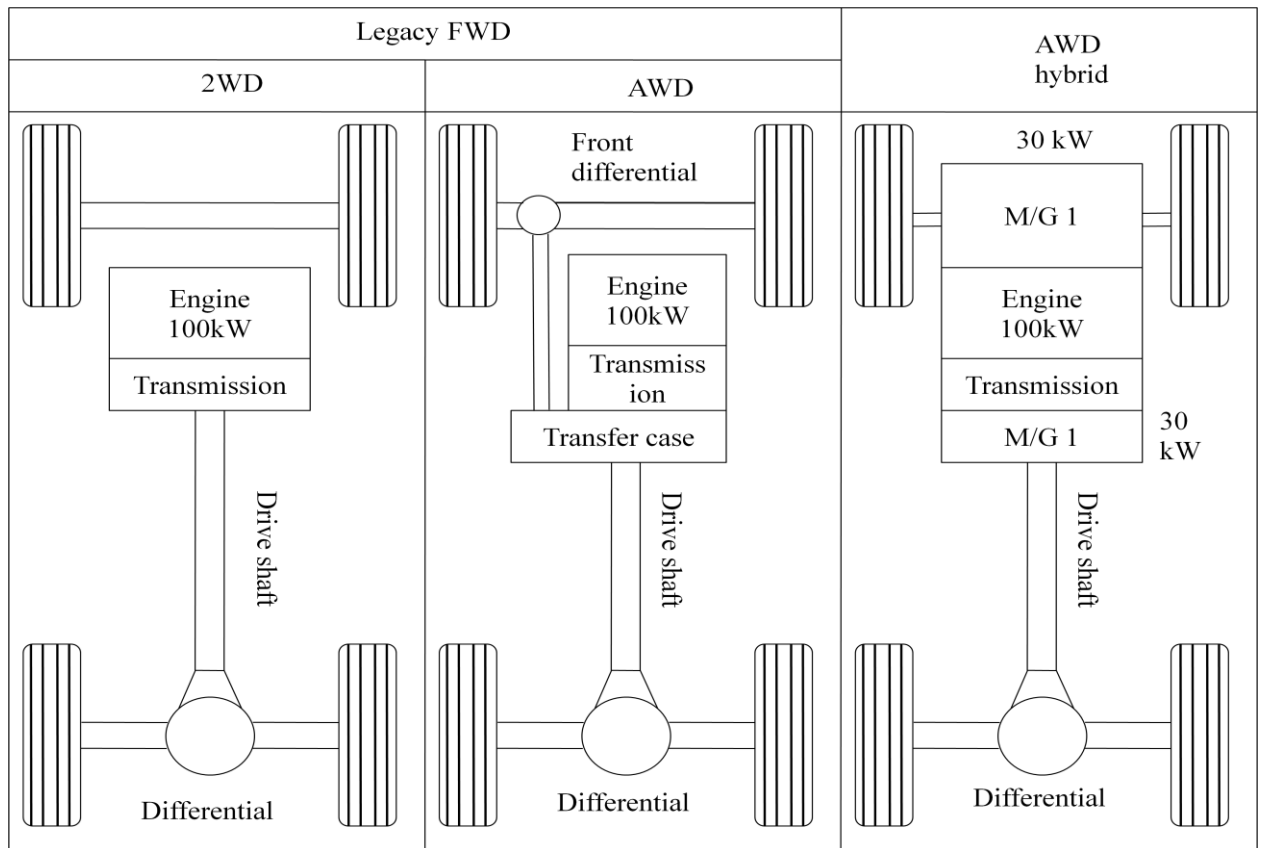 Legacy FWD
AWD
hybrid
2WD
AWD
Front
differential
30 kW
M/G 1
Engine
100kW
Engine
100kW
Engine
100kW
Transmission
Transmiss
ion
Transmission
Transfer case
M/G 1
30
kW
Drive shaft
Drive shaft
Drive shaft
Differential
Differential
Differential